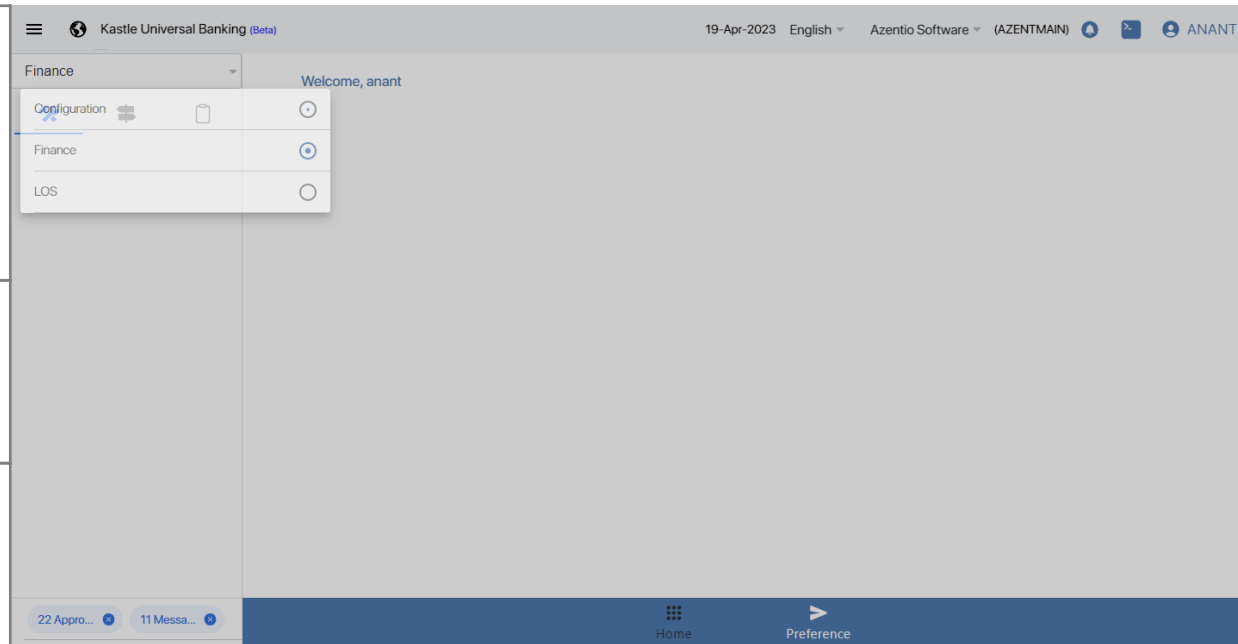 Kastle Universal Banking (Beta)
19-Apr-2023 English Azentio Software (AZENTMAIN) ANANT
Finance
Welcome, anant
Configuration
Finance
LOS
22 Appro... 11 Messa...
Home Preference